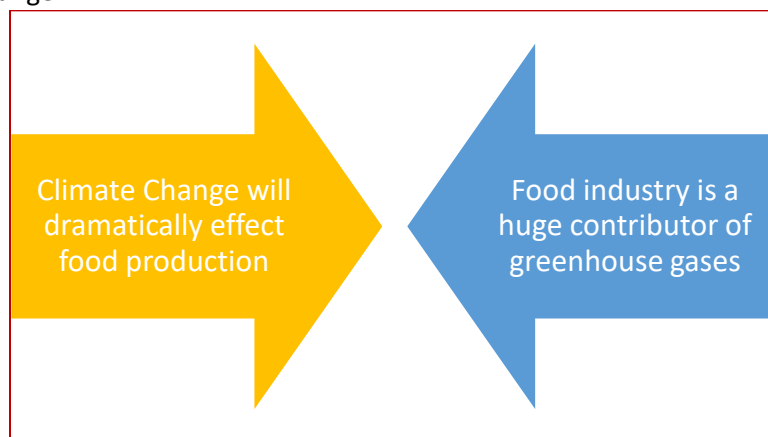 Climate Change will
dramatically effect
food production
Food industry is a
huge contributor of
greenhouse gases